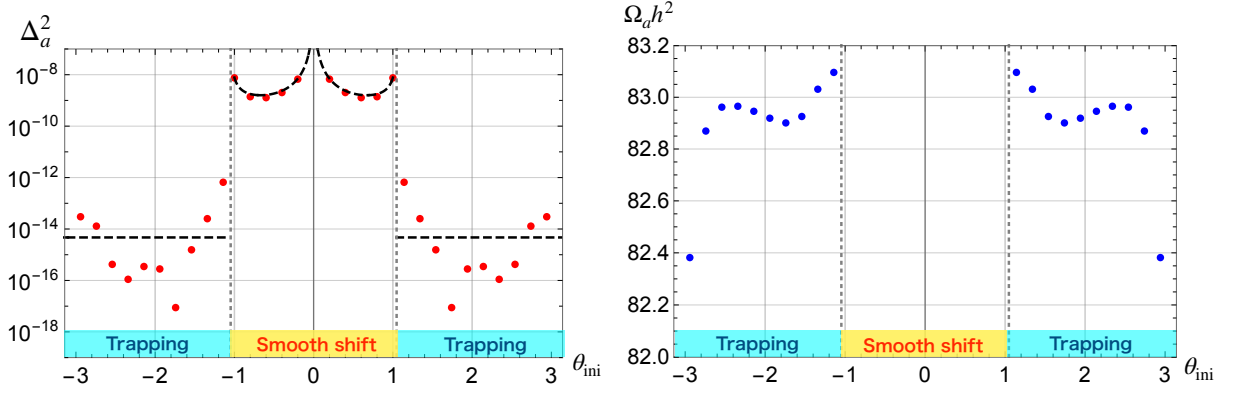 Δ_a^2
10^−8
10^−10
10^−12
10^−14
10^−16
10^−18
Trapping Smooth shift Trapping
−3 −2 −1 0 1 2 3 θ_ini
Ω_a h^2
83.2
83.0
82.8
82.6
82.4
82.2
82.0
Trapping Smooth shift Trapping
−3 −2 −1 0 1 2 3 θ_ini